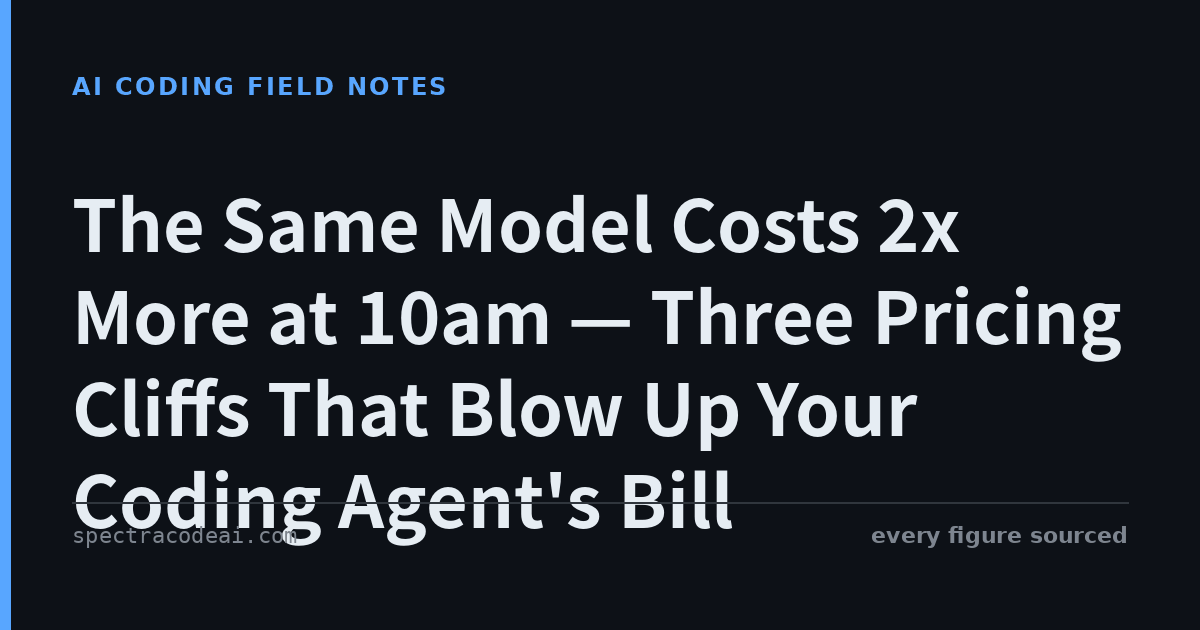 AI CODING FIELD NOTES
The Same Model Costs 2x
More at 10am — Three Pricing
Cliffs That Blow Up Your
Coding Agent's Bill
spectracodeai.com
every figure sourced